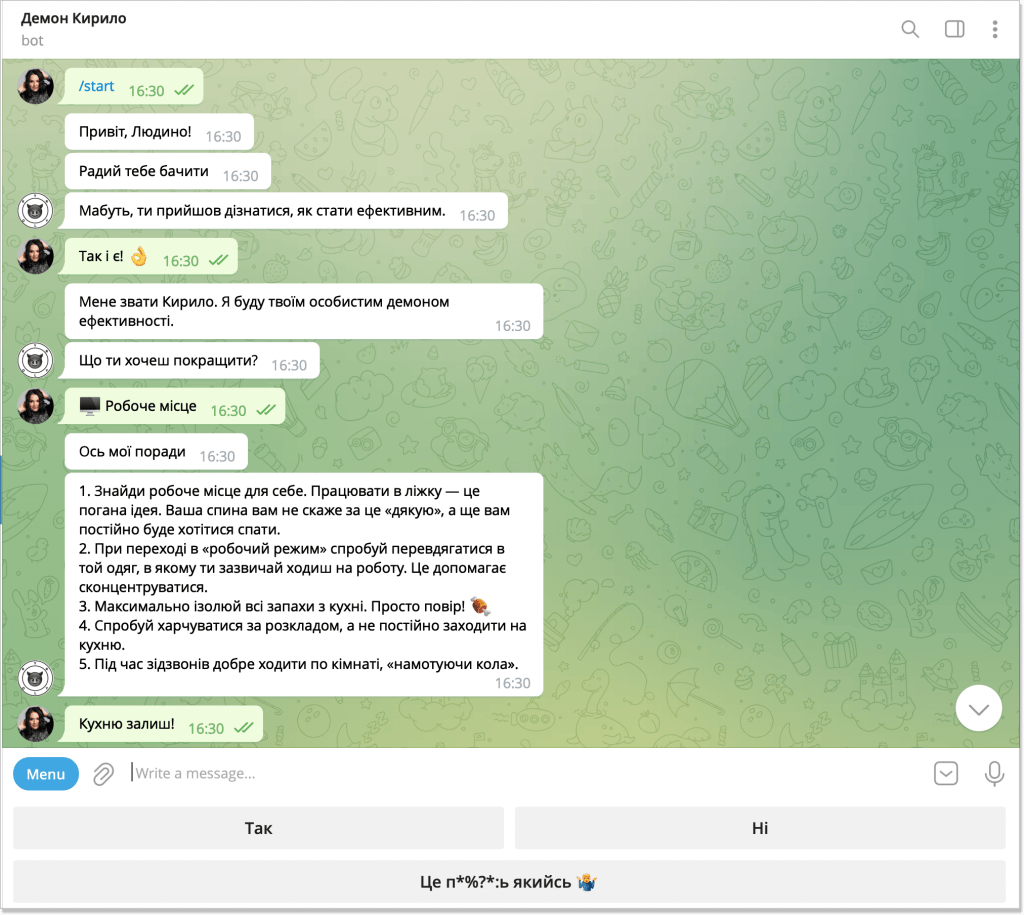 Демон Кирило
bot
/start 16:30
Привіт, Людино! 16:30
Радий тебе бачити 16:30
Мабуть, ти прийшов дізнатися, як стати ефективним. 16:30
Так і є! 👌 16:30
Мене звати Кирило. Я буду твоїм особистим демоном
ефективності. 16:30
Що ти хочеш покращити? 16:30
🖥️ Робоче місце 16:30
Ось мої поради 16:30
1. Знайди робоче місце для себе. Працювати в ліжку — це
погана ідея. Ваша спина вам не скаже за це «дякую», а ще вам
постійно буде хотітися спати.
2. При переході в «робочий режим» спробуй перевдягатися в
той одяг, в якому ти зазвичай ходиш на роботу. Це допомагає
сконцентруватися.
3. Максимально ізолюй всі запахи з кухні. Просто повір! 🍗
4. Спробуй харчуватися за розкладом, а не постійно заходити на
кухню.
5. Під час зідзвонів добре ходити по кімнаті, «намотуючи кола».
16:30
Кухню залиш! 16:30
Menu Write a message...
Так Ні
Це п*%?*:ь якийсь 🤷‍♂️